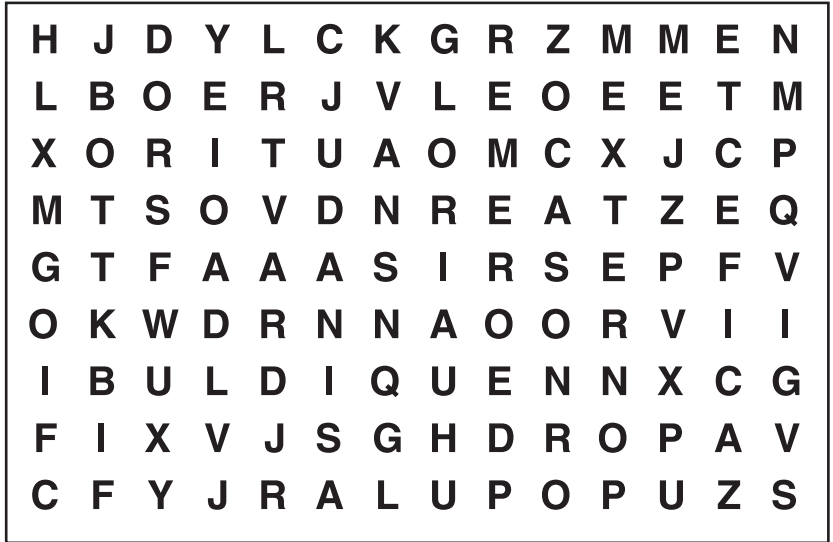 H J D Y L C K G R Z M M E N
L B O E R J V L E O E E T M
X O R I T U A O M C X J C P
M T S O V D N R E A T Z E Q
G T F A A A S I R S E P F V
O K W D R N N A O O R V I I
I B U L D I Q U E N N X C G
F I X V J S G H D R O P A V
C F Y J R A L U P O P U Z S